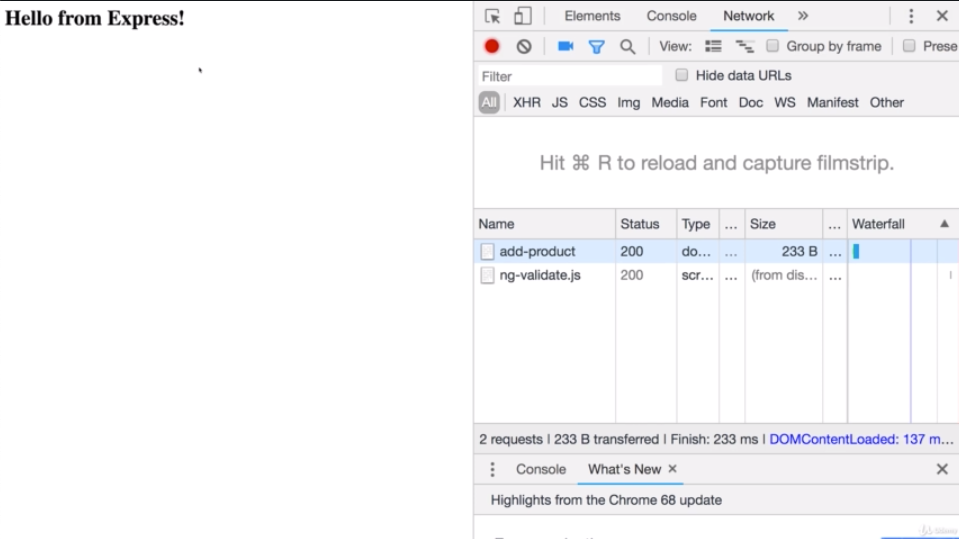 Hello from Express!
Elements Console Network »
View: Group by frame Prese
Filter Hide data URLs
All XHR JS CSS Img Media Font Doc WS Manifest Other
Hit ⌘ R to reload and capture filmstrip.
Name Status Type ... Size ... Waterfall ▲
add-product 200 do... ... 233 B ...
ng-validate.js 200 scr... ... (from dis... ...
2 requests | 233 B transferred | Finish: 233 ms | DOMContentLoaded: 137 m...
Console What's New ×
Highlights from the Chrome 68 update